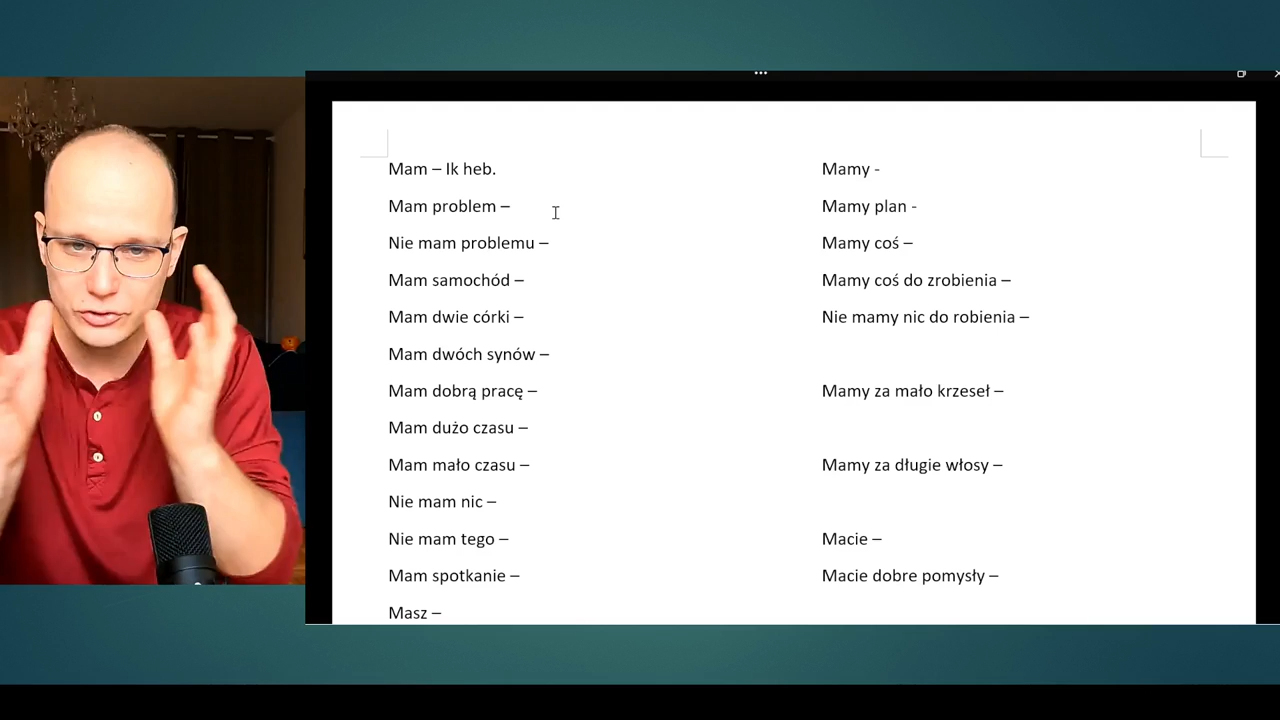 Mam – Ik heb.
Mam problem –
Nie mam problemu –
Mam samochód –
Mam dwie córki –
Mam dwóch synów –
Mam dobrą pracę –
Mam dużo czasu –
Mam mało czasu –
Nie mam nic –
Nie mam tego –
Mam spotkanie –
Masz –
Mamy -
Mamy plan -
Mamy coś –
Mamy coś do zrobienia –
Nie mamy nic do robienia –
Mamy za mało krzeseł –
Mamy za długie włosy –
Macie –
Macie dobre pomysły –